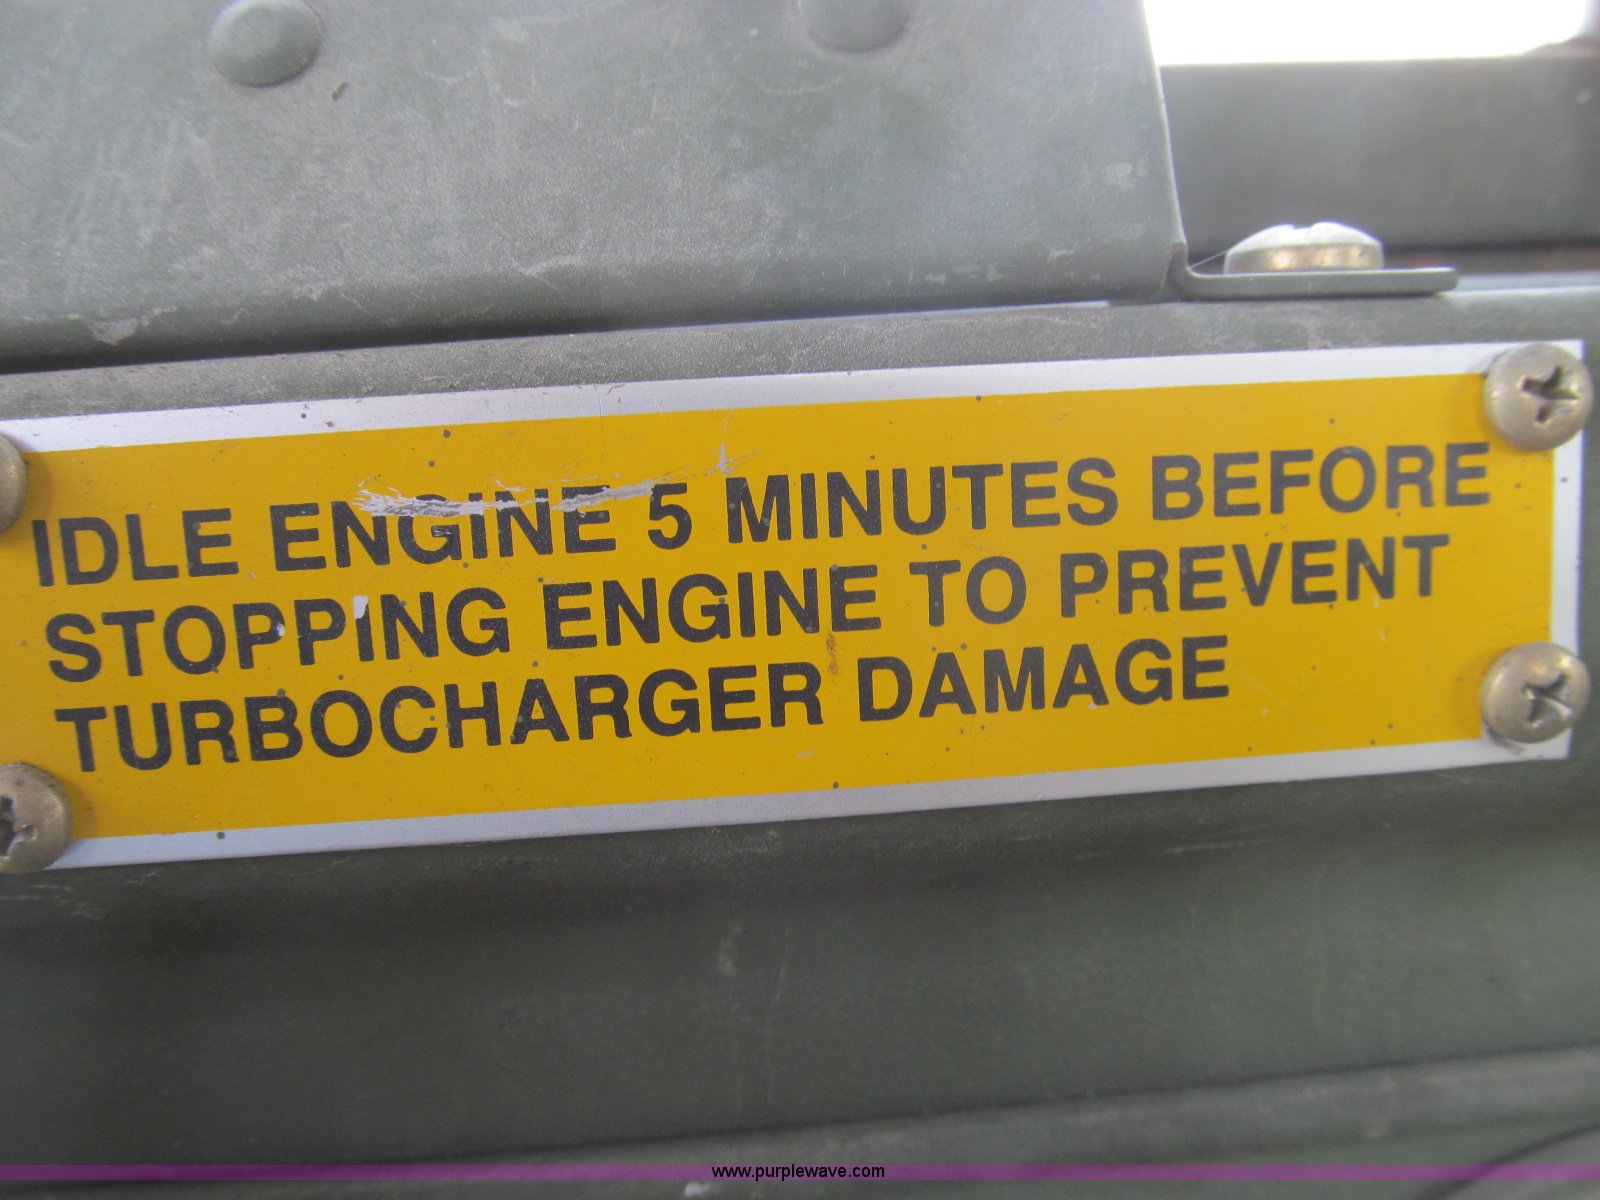 IDLE ENGINE 5 MINUTES BEFORE
STOPPING ENGINE TO PREVENT
TURBOCHARGER DAMAGE
www.purplewave.com